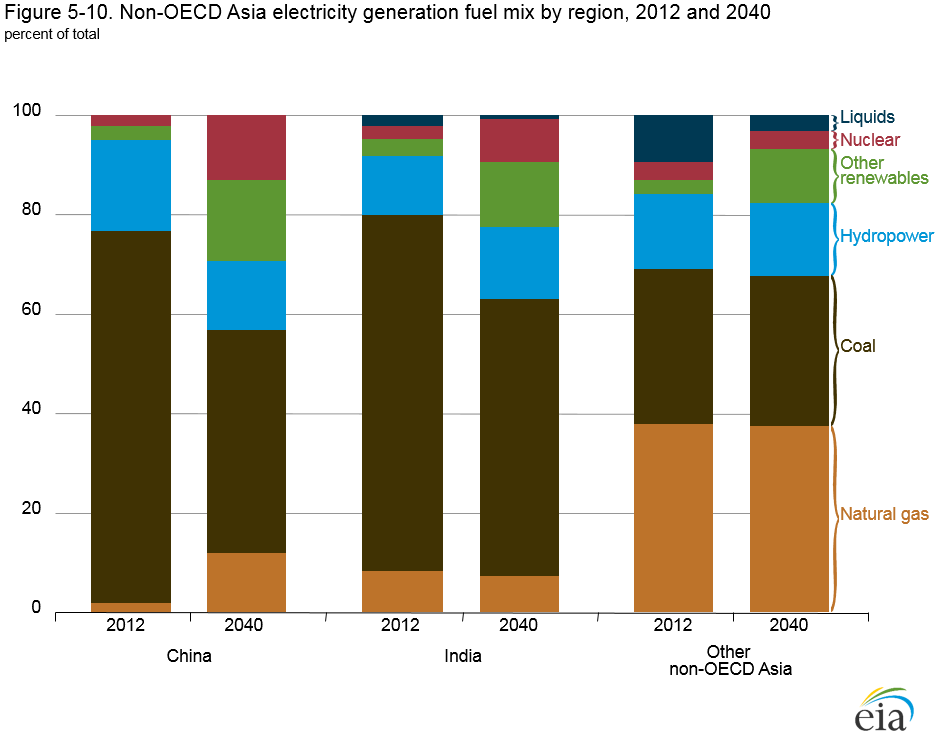 Figure 5-10. Non-OECD Asia electricity generation fuel mix by region, 2012 and 2040
percent of total
100
80
60
40
20
0
Liquids
Nuclear
Other
renewables
Hydropower
Coal
Natural gas
2012
2040
2012
2040
2012
2040
China
India
Other
non-OECD Asia
eia